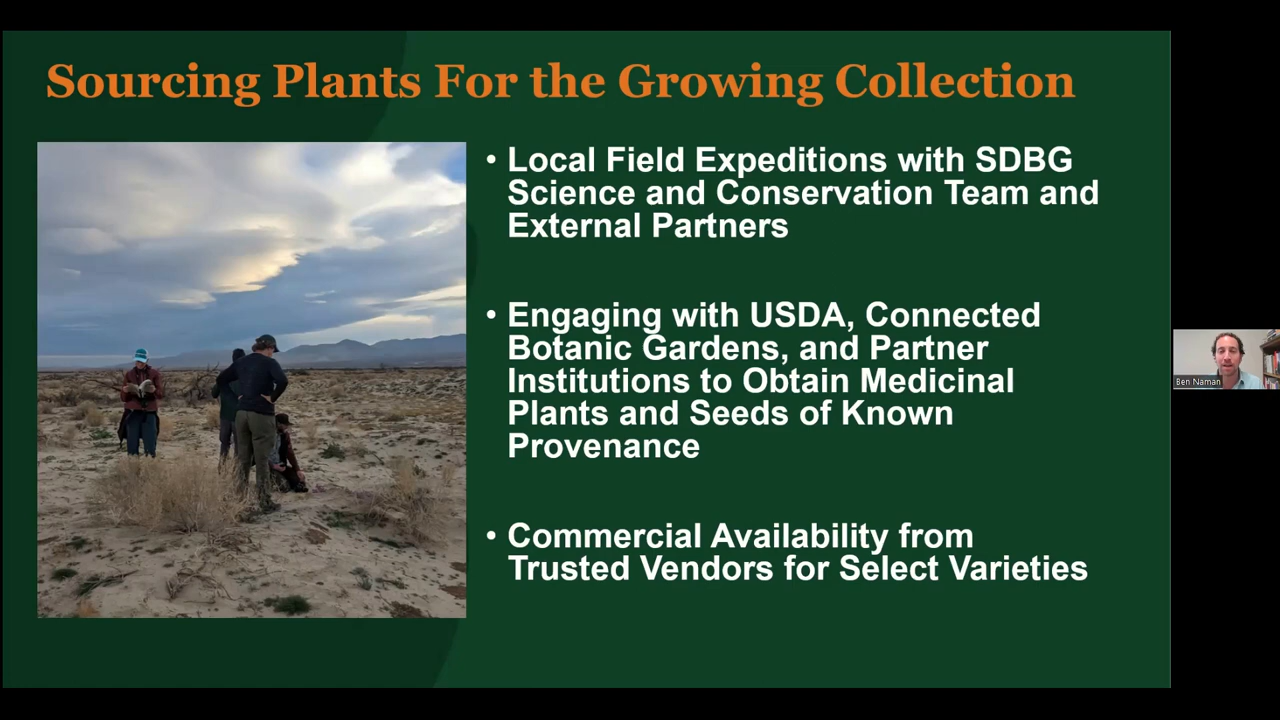 Sourcing Plants For the Growing Collection
• Local Field Expeditions with SDBG
Science and Conservation Team and
External Partners
• Engaging with USDA, Connected
Botanic Gardens, and Partner
Institutions to Obtain Medicinal
Plants and Seeds of Known
Provenance
• Commercial Availability from
Trusted Vendors for Select Varieties
Ben Naman